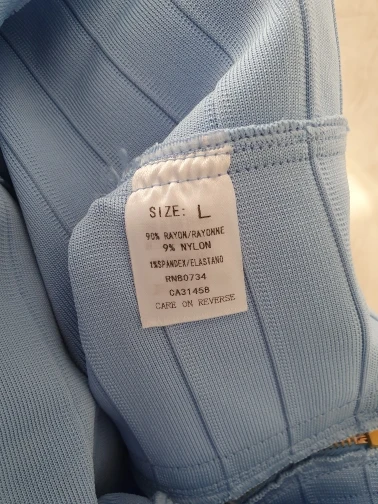 SIZE: L
90% RAYON/RAYONNE
9% NYLON
1%SPANDEX/ELASTANO
RN80734
CA31458
CARE ON REVERSE